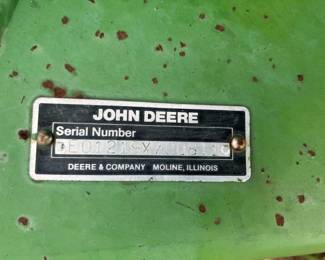 JOHN DEERE
Serial Number
DEERE & COMPANY MOLINE, ILLINOIS